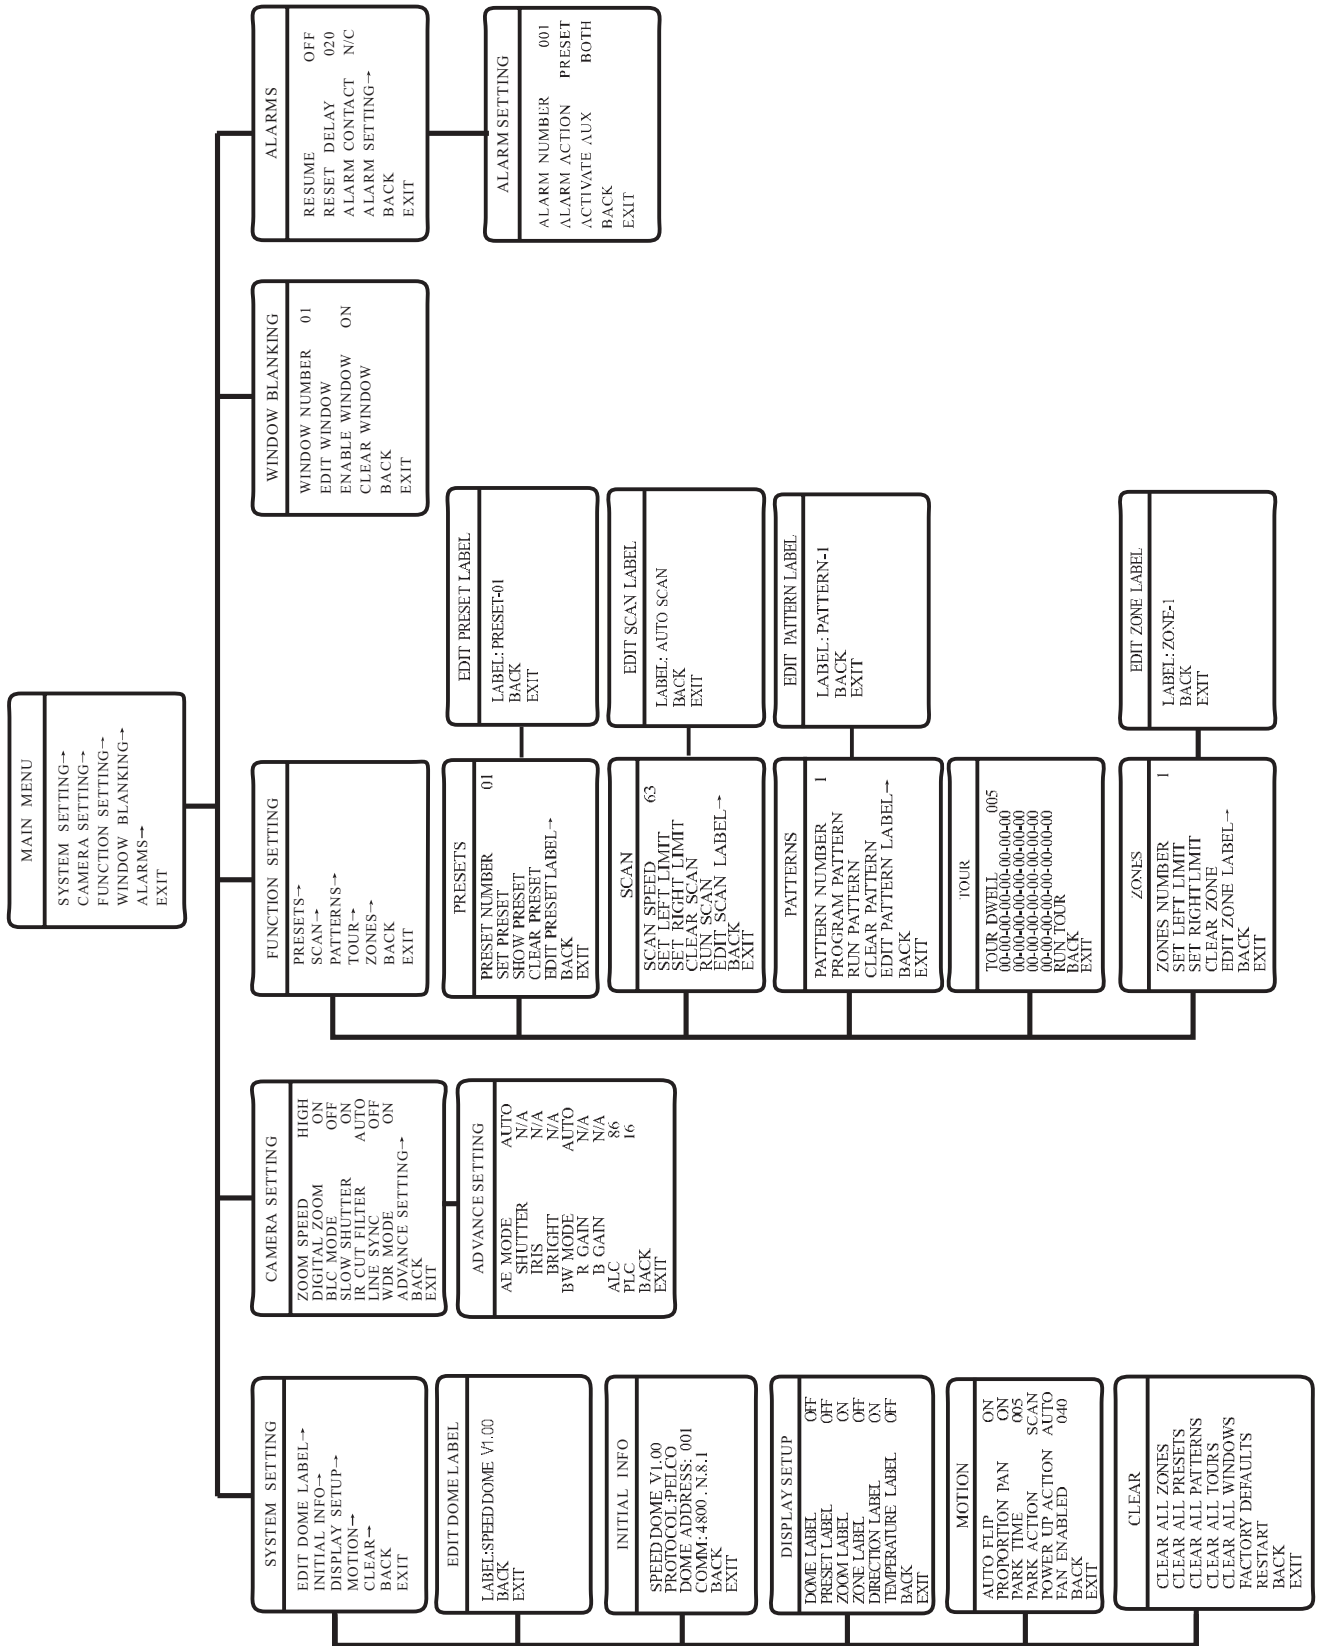 MAIN MENU
SYSTEM SETTING→
CAMERA SETTING→
FUNCTION SETTING→
WINDOW BLANKING→
ALARMS→
EXIT
SYSTEM SETTING
EDIT DOME LABEL→
INITIAL INFO→
DISPLAY SETUP→
MOTION→
CLEAR→
BACK
EXIT
EDIT DOME LABEL
LABEL:SPEED DOME V1.00
BACK
EXIT
INITIAL INFO
SPEED DOME V1.00
PROTOCOL:PELCO
DOME ADDRESS: 001
COMM:4800 . N.8.1
BACK
EXIT
DISPLAY SETUP
DOME LABEL OFF
PRESET LABEL OFF
ZOOM LABEL ON
ZONE LABEL OFF
DIRECTION LABEL ON
TEMPERATURE LABEL OFF
BACK
EXIT
MOTION
AUTO FLIP ON
PROPORTION PAN ON
PARK TIME 005
PARK ACTION SCAN
POWER UP ACTION AUTO
FAN ENABLED 040
BACK
EXIT
CLEAR
CLEAR ALL ZONES
CLEAR ALL PRESETS
CLEAR ALL PATTERNS
CLEAR ALL TOURS
CLEAR ALL WINDOWS
FACTORY DEFAULTS
RESTART
BACK
EXIT
CAMERA SETTING
ZOOM SPEED HIGH
DIGITAL ZOOM ON
BLC MODE OFF
SLOW SHUTTER ON
IR CUT FILTER AUTO
LINE SYNC OFF
WDR MODE ON
ADVANCE SETTING→
BACK
EXIT
ADVANCE SETTING
AE MODE AUTO
SHUTTER N/A
IRIS N/A
BRIGHT N/A
BW MODE AUTO
R GAIN N/A
B GAIN N/A
ALC 86
PLC 16
BACK
EXIT
FUNCTION SETTING
PRESETS→
SCAN→
PATTERNS→
TOUR→
ZONES→
BACK
EXIT
PRESETS
PRESET NUMBER 01
SET PRESET
SHOW PRESET
CLEAR PRESET
EDIT PRESET LABEL→
BACK
EXIT
EDIT PRESET LABEL
LABEL:PRESET-01
BACK
EXIT
SCAN
SCAN SPEED 63
SET LEFT LIMIT
SET RIGHT LIMIT
CLEAR SCAN
RUN SCAN
EDIT SCAN LABEL→
BACK
EXIT
EDIT SCAN LABEL
LABEL: AUTO SCAN
BACK
EXIT
PATTERNS
PATTERN NUMBER 1
PROGRAM PATTERN
RUN PATTERN
CLEAR PATTERN
EDIT PATTERN LABEL→
BACK
EXIT
EDIT PATTERN LABEL
LABEL: PATTERN-1
BACK
EXIT
TOUR
TOUR DWELL 005
00-00-00-00-00-00-00-00
00-00-00-00-00-00-00-00
00-00-00-00-00-00-00-00
00-00-00-00-00-00-00-00
RUN TOUR
BACK
EXIT
ZONES
ZONES NUMBER 1
SET LEFT LIMIT
SET RIGHT LIMIT
CLEAR ZONE
EDIT ZONE LABEL→
BACK
EXIT
EDIT ZONE LABEL
LABEL: ZONE-1
BACK
EXIT
WINDOW BLANKING
WINDOW NUMBER 01
EDIT WINDOW
ENABLE WINDOW ON
CLEAR WINDOW
BACK
EXIT
ALARMS
RESUME OFF
RESET DELAY 020
ALARM CONTACT N/C
ALARM SETTING→
BACK
EXIT
ALARM SETTING
ALARM NUMBER 001
ALARM ACTION PRESET
ACTIVATE AUX BOTH
BACK
EXIT